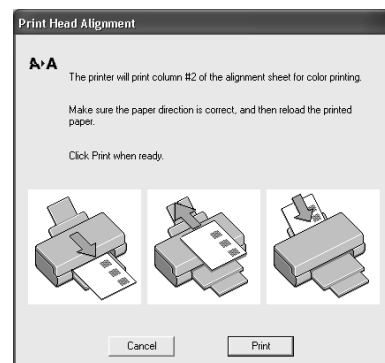 Print Head Alignment
A›A
The printer will print column #2 of the alignment sheet for color printing.
Make sure the paper direction is correct, and then reload the printed
paper.
Click Print when ready.
Cancel
Print